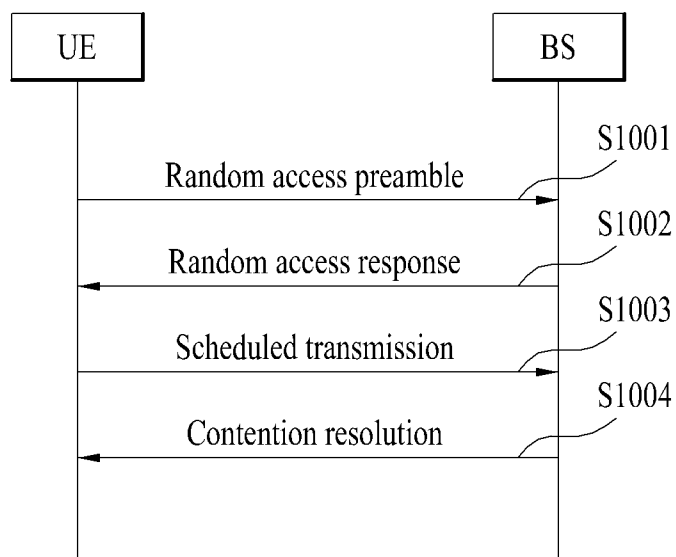 UE
BS
S1001
Random access preamble
S1002
Random access response
S1003
Scheduled transmission
S1004
Contention resolution